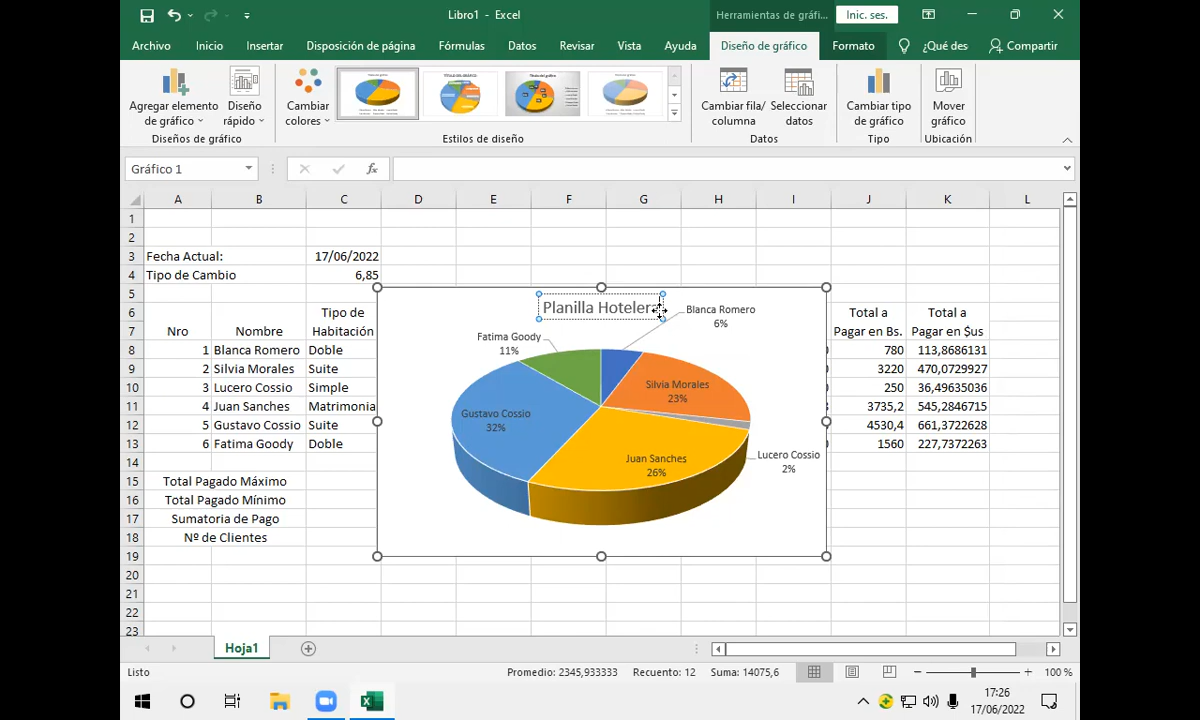 Libro1 - Excel
Herramientas de gráfi...
Inic. ses.
Archivo Inicio Insertar Disposición de página Fórmulas Datos Revisar Vista Ayuda Diseño de gráfico Formato ¿Qué des Compartir
Agregar elemento de gráfico
Diseño rápido
Cambiar colores
Cambiar fila/ columna
Seleccionar datos
Cambiar tipo de gráfico
Mover gráfico
Diseños de gráfico Estilos de diseño Datos Tipo Ubicación
Gráfico 1 fx
A B C D E F G H I J K L
1
2
3 Fecha Actual: 17/06/2022
4 Tipo de Cambio 6,85
5
6 Tipo de Total a Total a
7 Nro Nombre Habitación Pagar en Bs. Pagar en $us
8 1 Blanca Romero Doble 780 113,8686131
9 2 Silvia Morales Suite 3220 470,0729927
10 3 Lucero Cossio Simple 250 36,49635036
11 4 Juan Sanches Matrimonia 3735,2 545,2846715
12 5 Gustavo Cossio Suite 4530,4 661,3722628
13 6 Fatima Goody Doble 1560 227,7372263
14
15 Total Pagado Máximo
16 Total Pagado Mínimo
17 Sumatoria de Pago
18 Nº de Clientes
19
20
21
22
23
Planilla Hotelera
Blanca Romero
6%
Fatima Goody
11%
Silvia Morales
23%
Gustavo Cossio
32%
Juan Sanches
26%
Lucero Cossio
2%
Hoja1
Listo Promedio: 2345,933333 Recuento: 12 Suma: 14075,6 100 %
17:26
17/06/2022